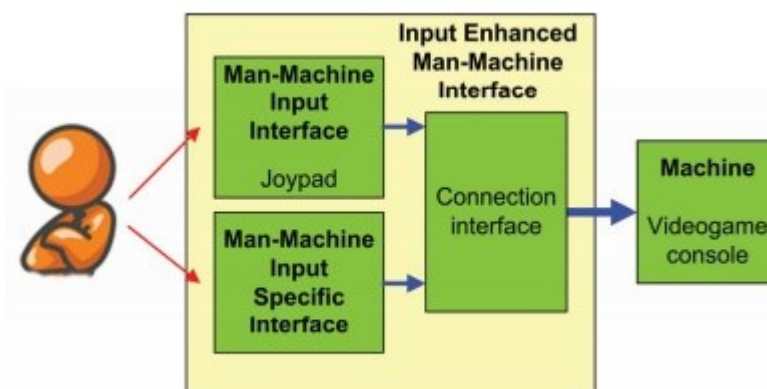 Input Enhanced
Man-Machine
Interface
Man-Machine
Input
Interface
Joypad
Man-Machine
Input
Specific
Interface
Connection
interface
Machine
Videogame
console